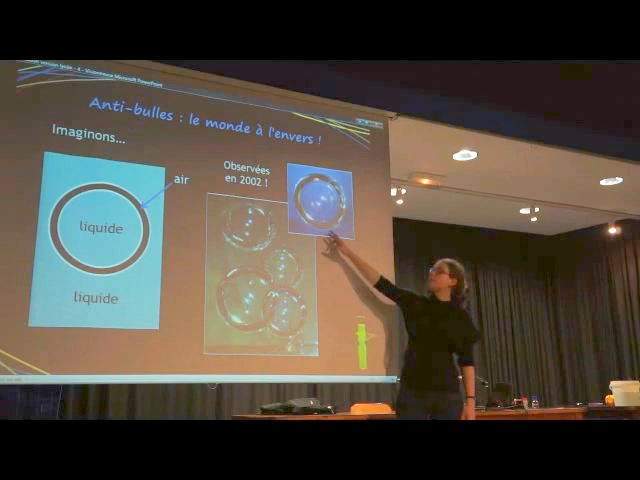 Anti-bulles : le monde à l'envers !
Imaginons...
air
liquide
liquide
Observées
en 2002 !